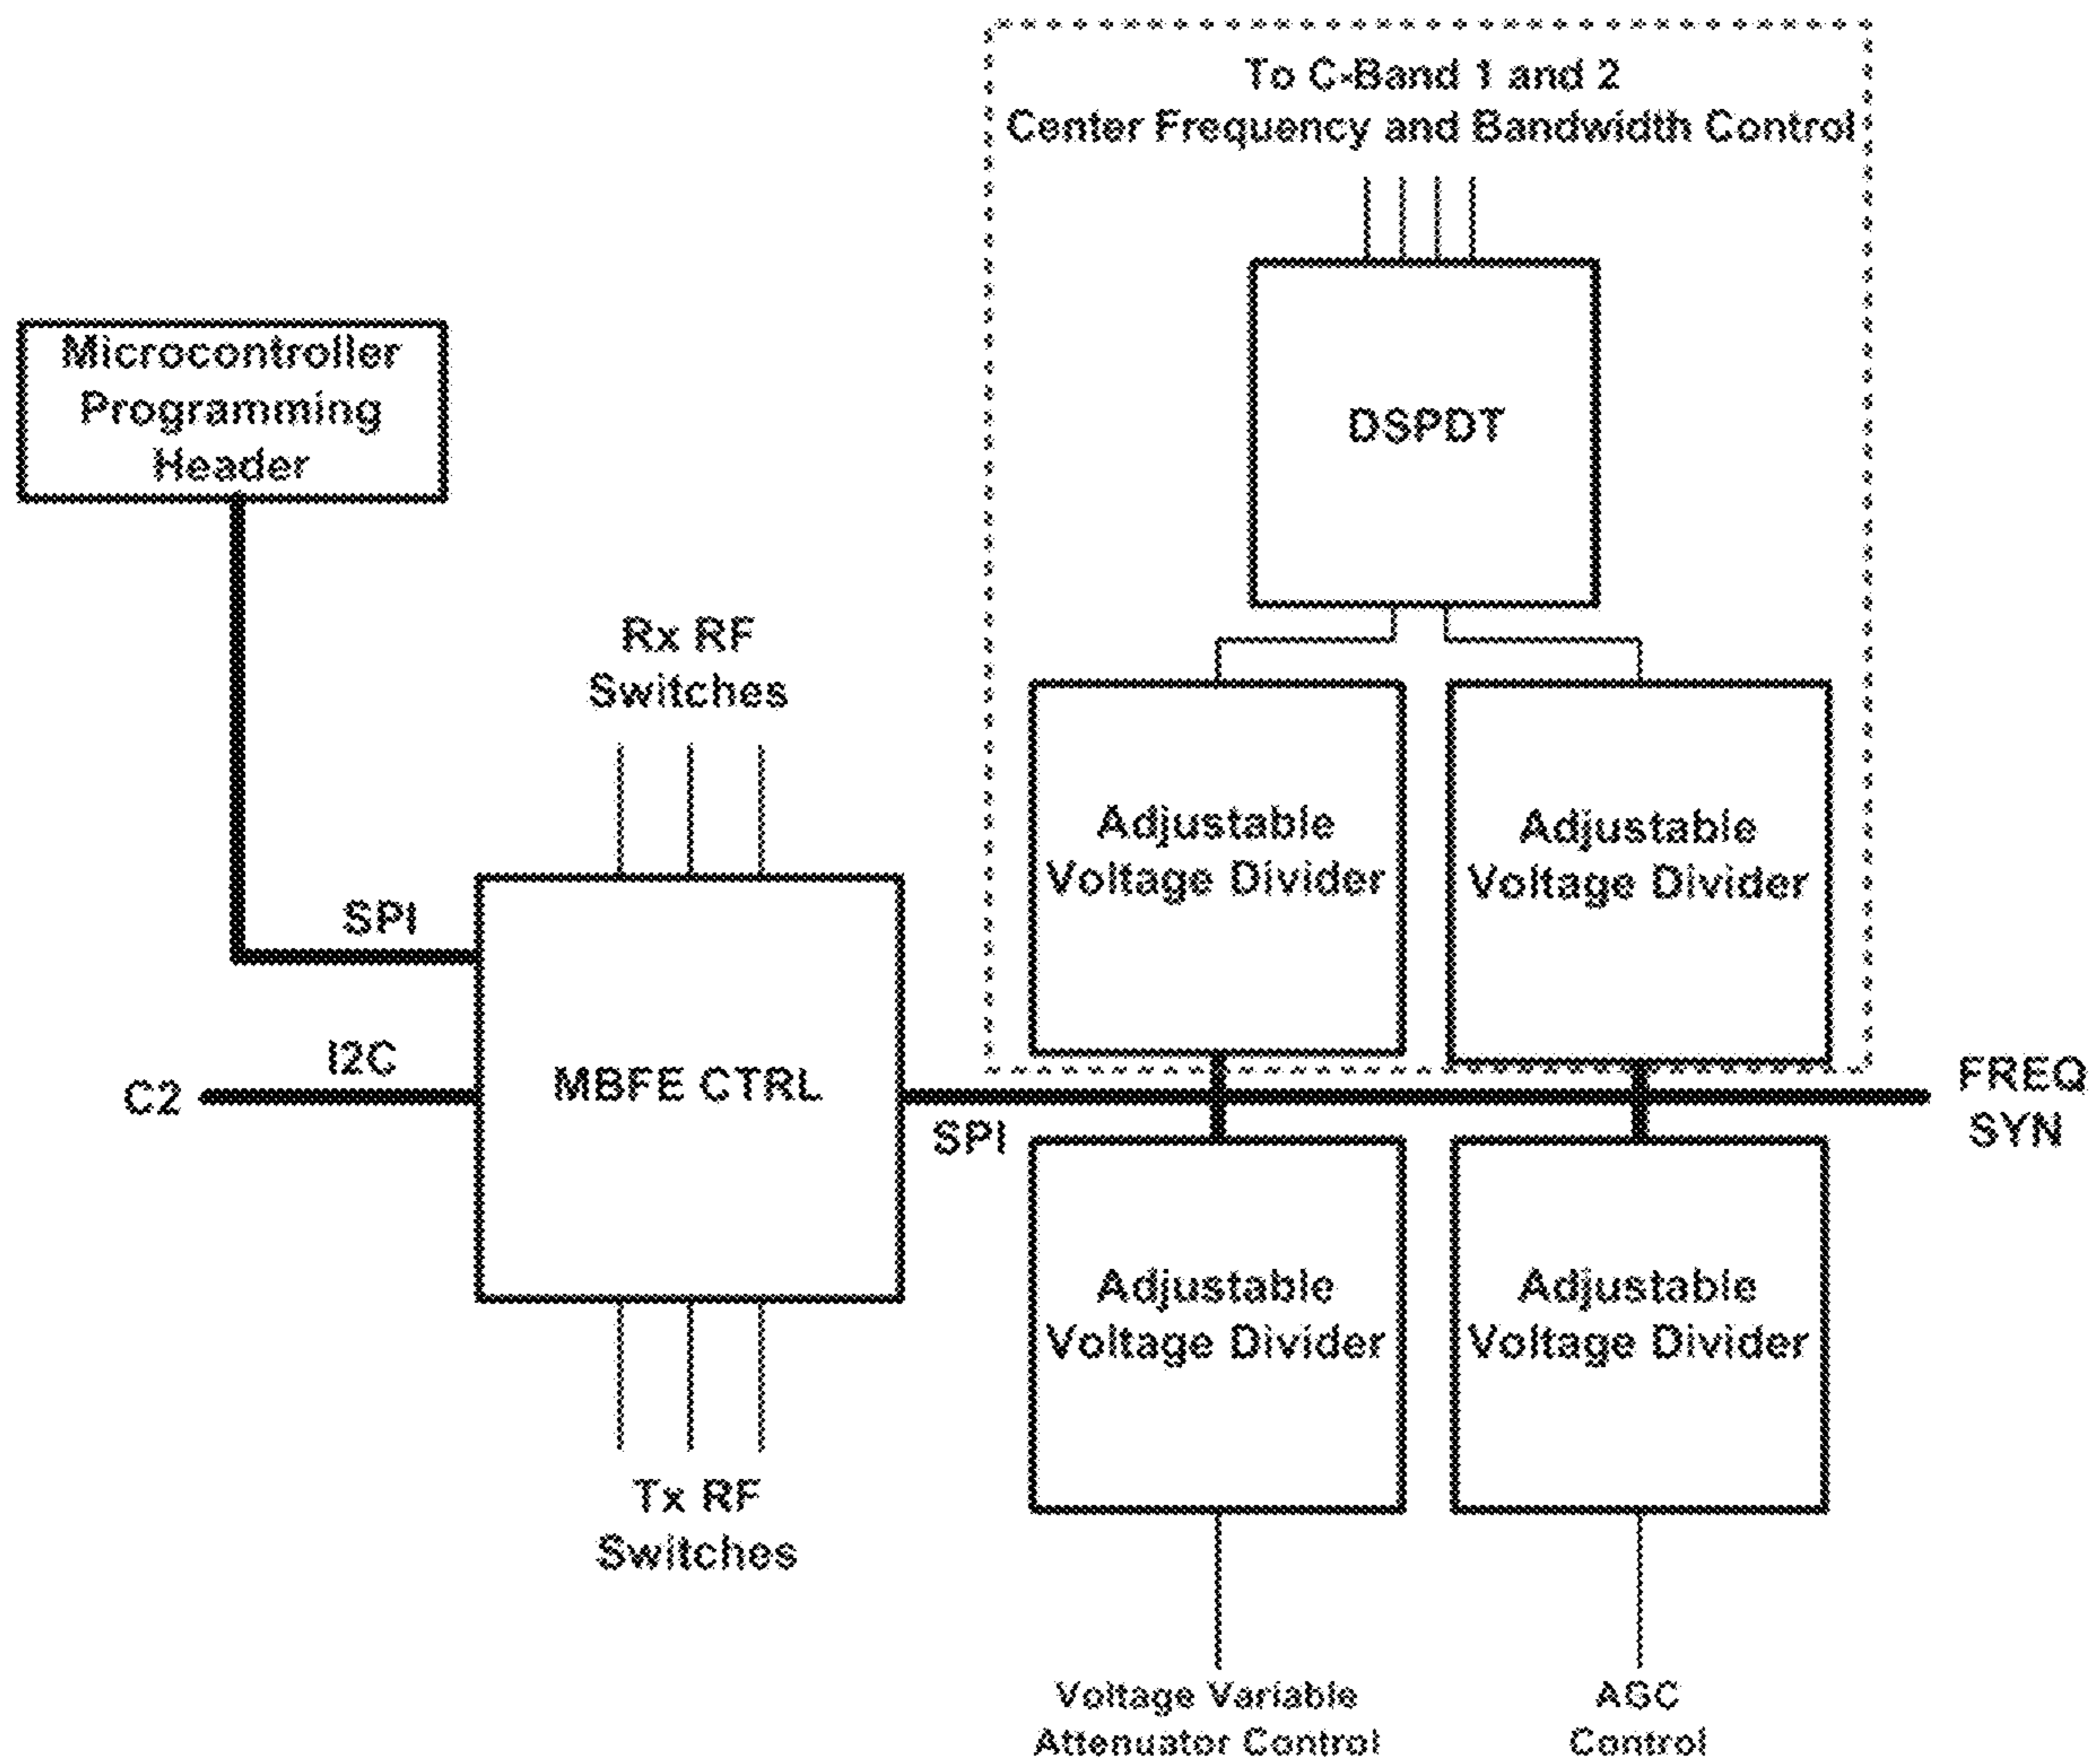 To C-Band 1 and 2
Center Frequency and Bandwidth Control
DSPDT
Microcontroller
Programming
Header
Rx RF
Switches
SPI
I2C
C2
MBFE CTRL
SPI
Adjustable
Voltage Divider
Adjustable
Voltage Divider
FREQ
SYN
Adjustable
Voltage Divider
Adjustable
Voltage Divider
Tx RF
Switches
Voltage Variable
Attenuator Control
AGC
Control